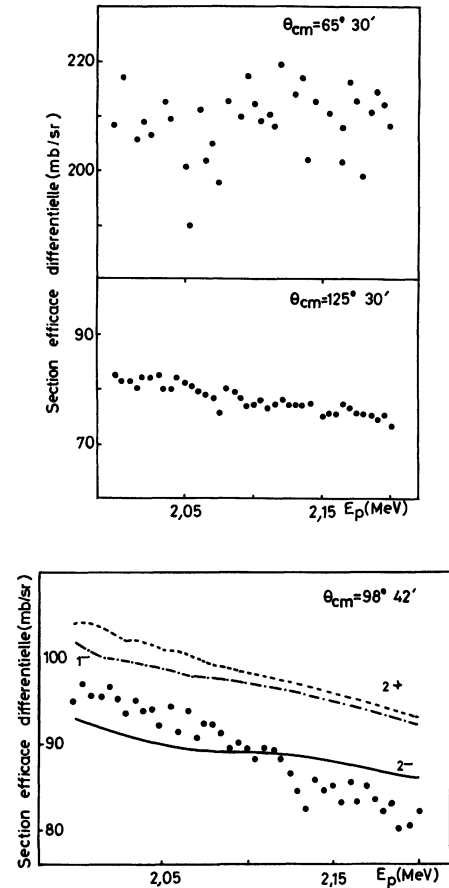 θcm=65° 30′
220
200
Section efficace differentielle (mb/sr)
θcm=125° 30′
90
70
2,05
2,15
Ep(MeV)
Section efficace differentielle(mb/sr)
θcm=98° 42′
100
1-
2+
90
2-
80
2,05
2,15
Ep(MeV)